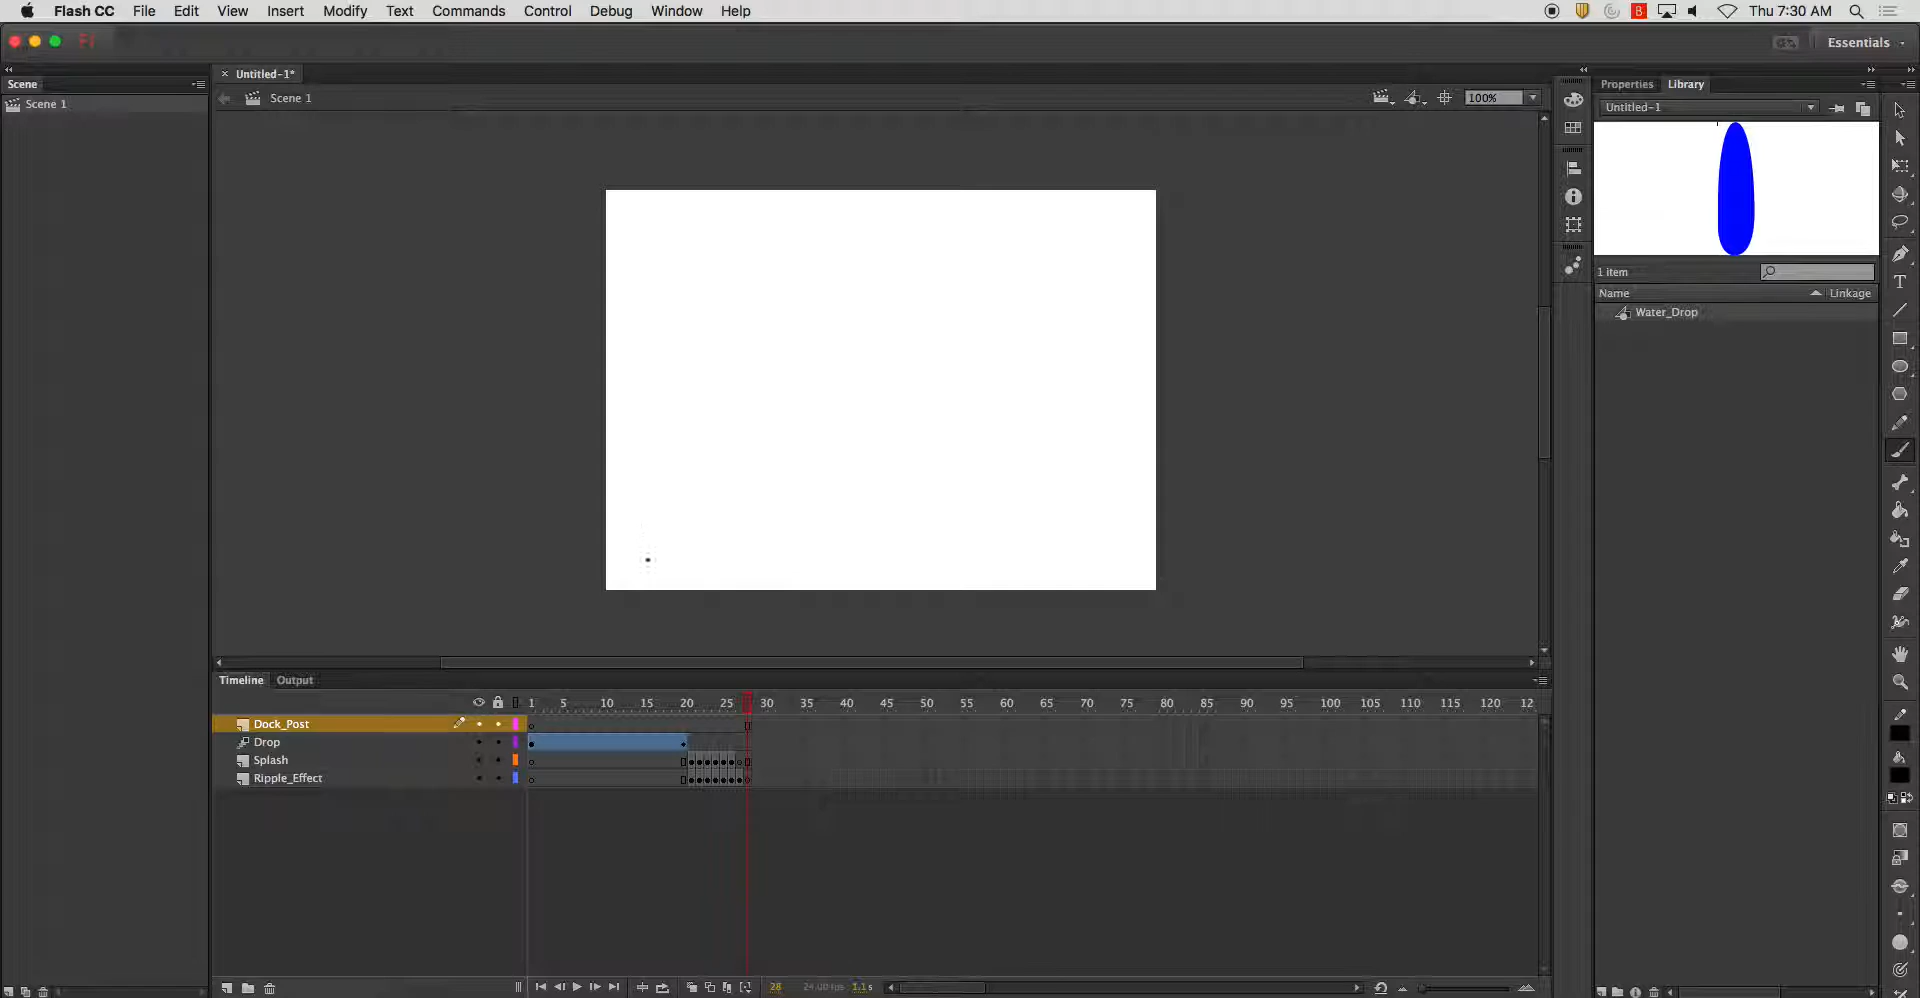 Flash CC File Edit View Insert Modify Text Commands Control Debug Window Help Thu 7:30 AM
Fl Essentials
Scene Untitled-1* Properties Library
Scene 1 Scene 1 100% Untitled-1
1 item
Name Linkage
Water_Drop
Timeline Output
1 5 10 15 20 25 30 35 40 45 50 55 60 65 70 75 80 85 90 95 100 105 110 115 120 12
Dock_Post
Drop
Splash
Ripple_Effect
28 24.00 fps 1.1 s